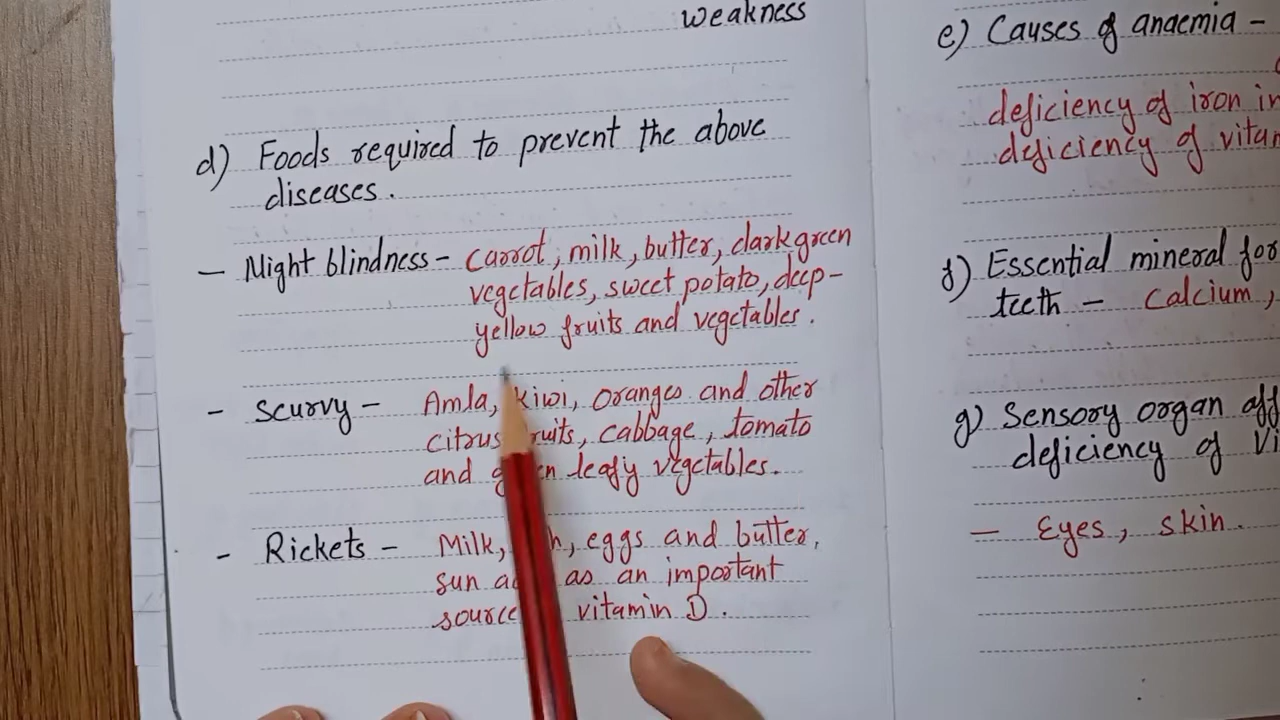 weakness
d) Foods required to prevent the above
diseases.
- Night blindness - Carrot, milk, butter, dark green
vegetables, sweet potato, deep-
yellow fruits and vegetables.
- Scurvy - Amla, kiwi, oranges and other
citrus fruits, cabbage, tomato
and green leafy vegetables.
- Rickets - Milk, eggs and butter,
sun as an important
source vitamin D.
e) Causes of anaemia -
deficiency of iron in
deficiency of
f) Essential mineral for
teeth - Calcium,
g) Sensory organ
deficiency of
- Eyes, skin.